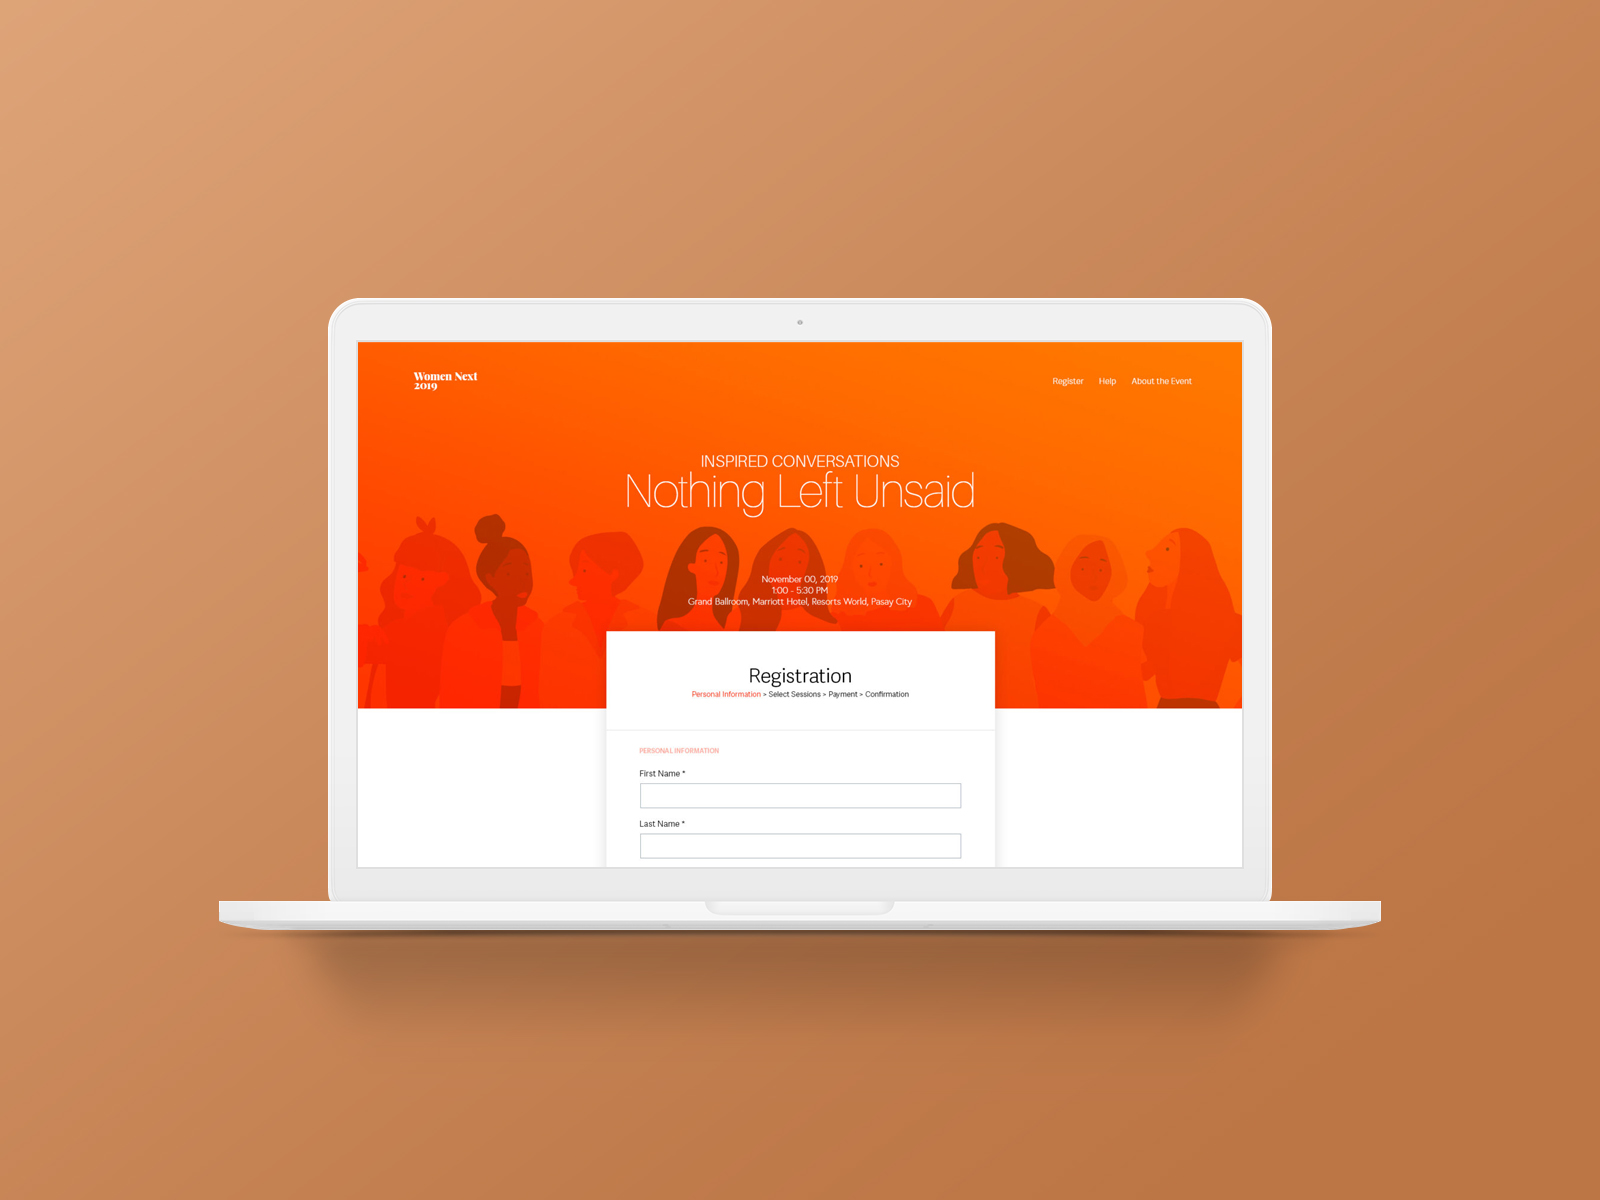 Women Next
2019
Register Help About the Event
INSPIRED CONVERSATIONS
Nothing Left Unsaid
November 00, 2019
1:00 - 5:30 PM
Grand Ballroom, Marriott Hotel, Resorts World, Pasay City
Registration
Personal Information > Select Sessions > Payment > Confirmation
PERSONAL INFORMATION
First Name *
Last Name *